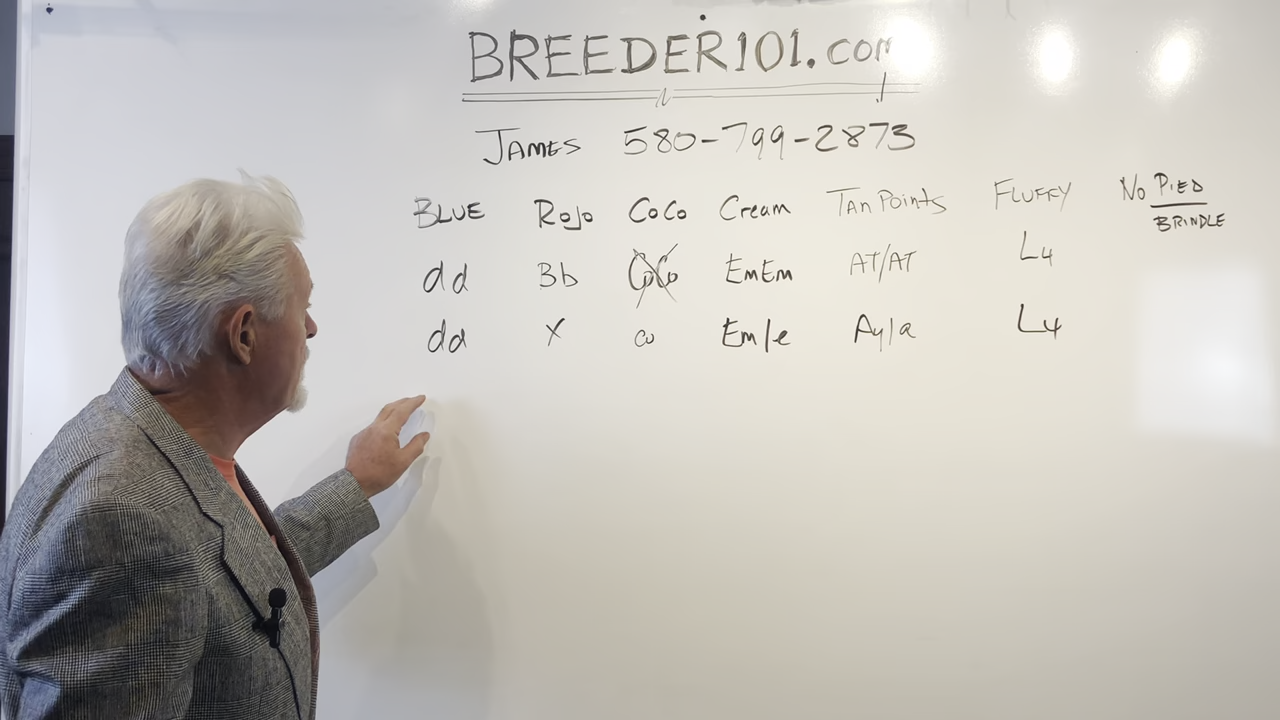 BREEDER101.com
JAMES 580-799-2873
BLUE ROJO COCO Cream TAN POINTS FLUFFY NO PIED
BRINDLE
dd Bb CoCo EmEm AT/AT L4
dd X co Em/e Ay/a L4